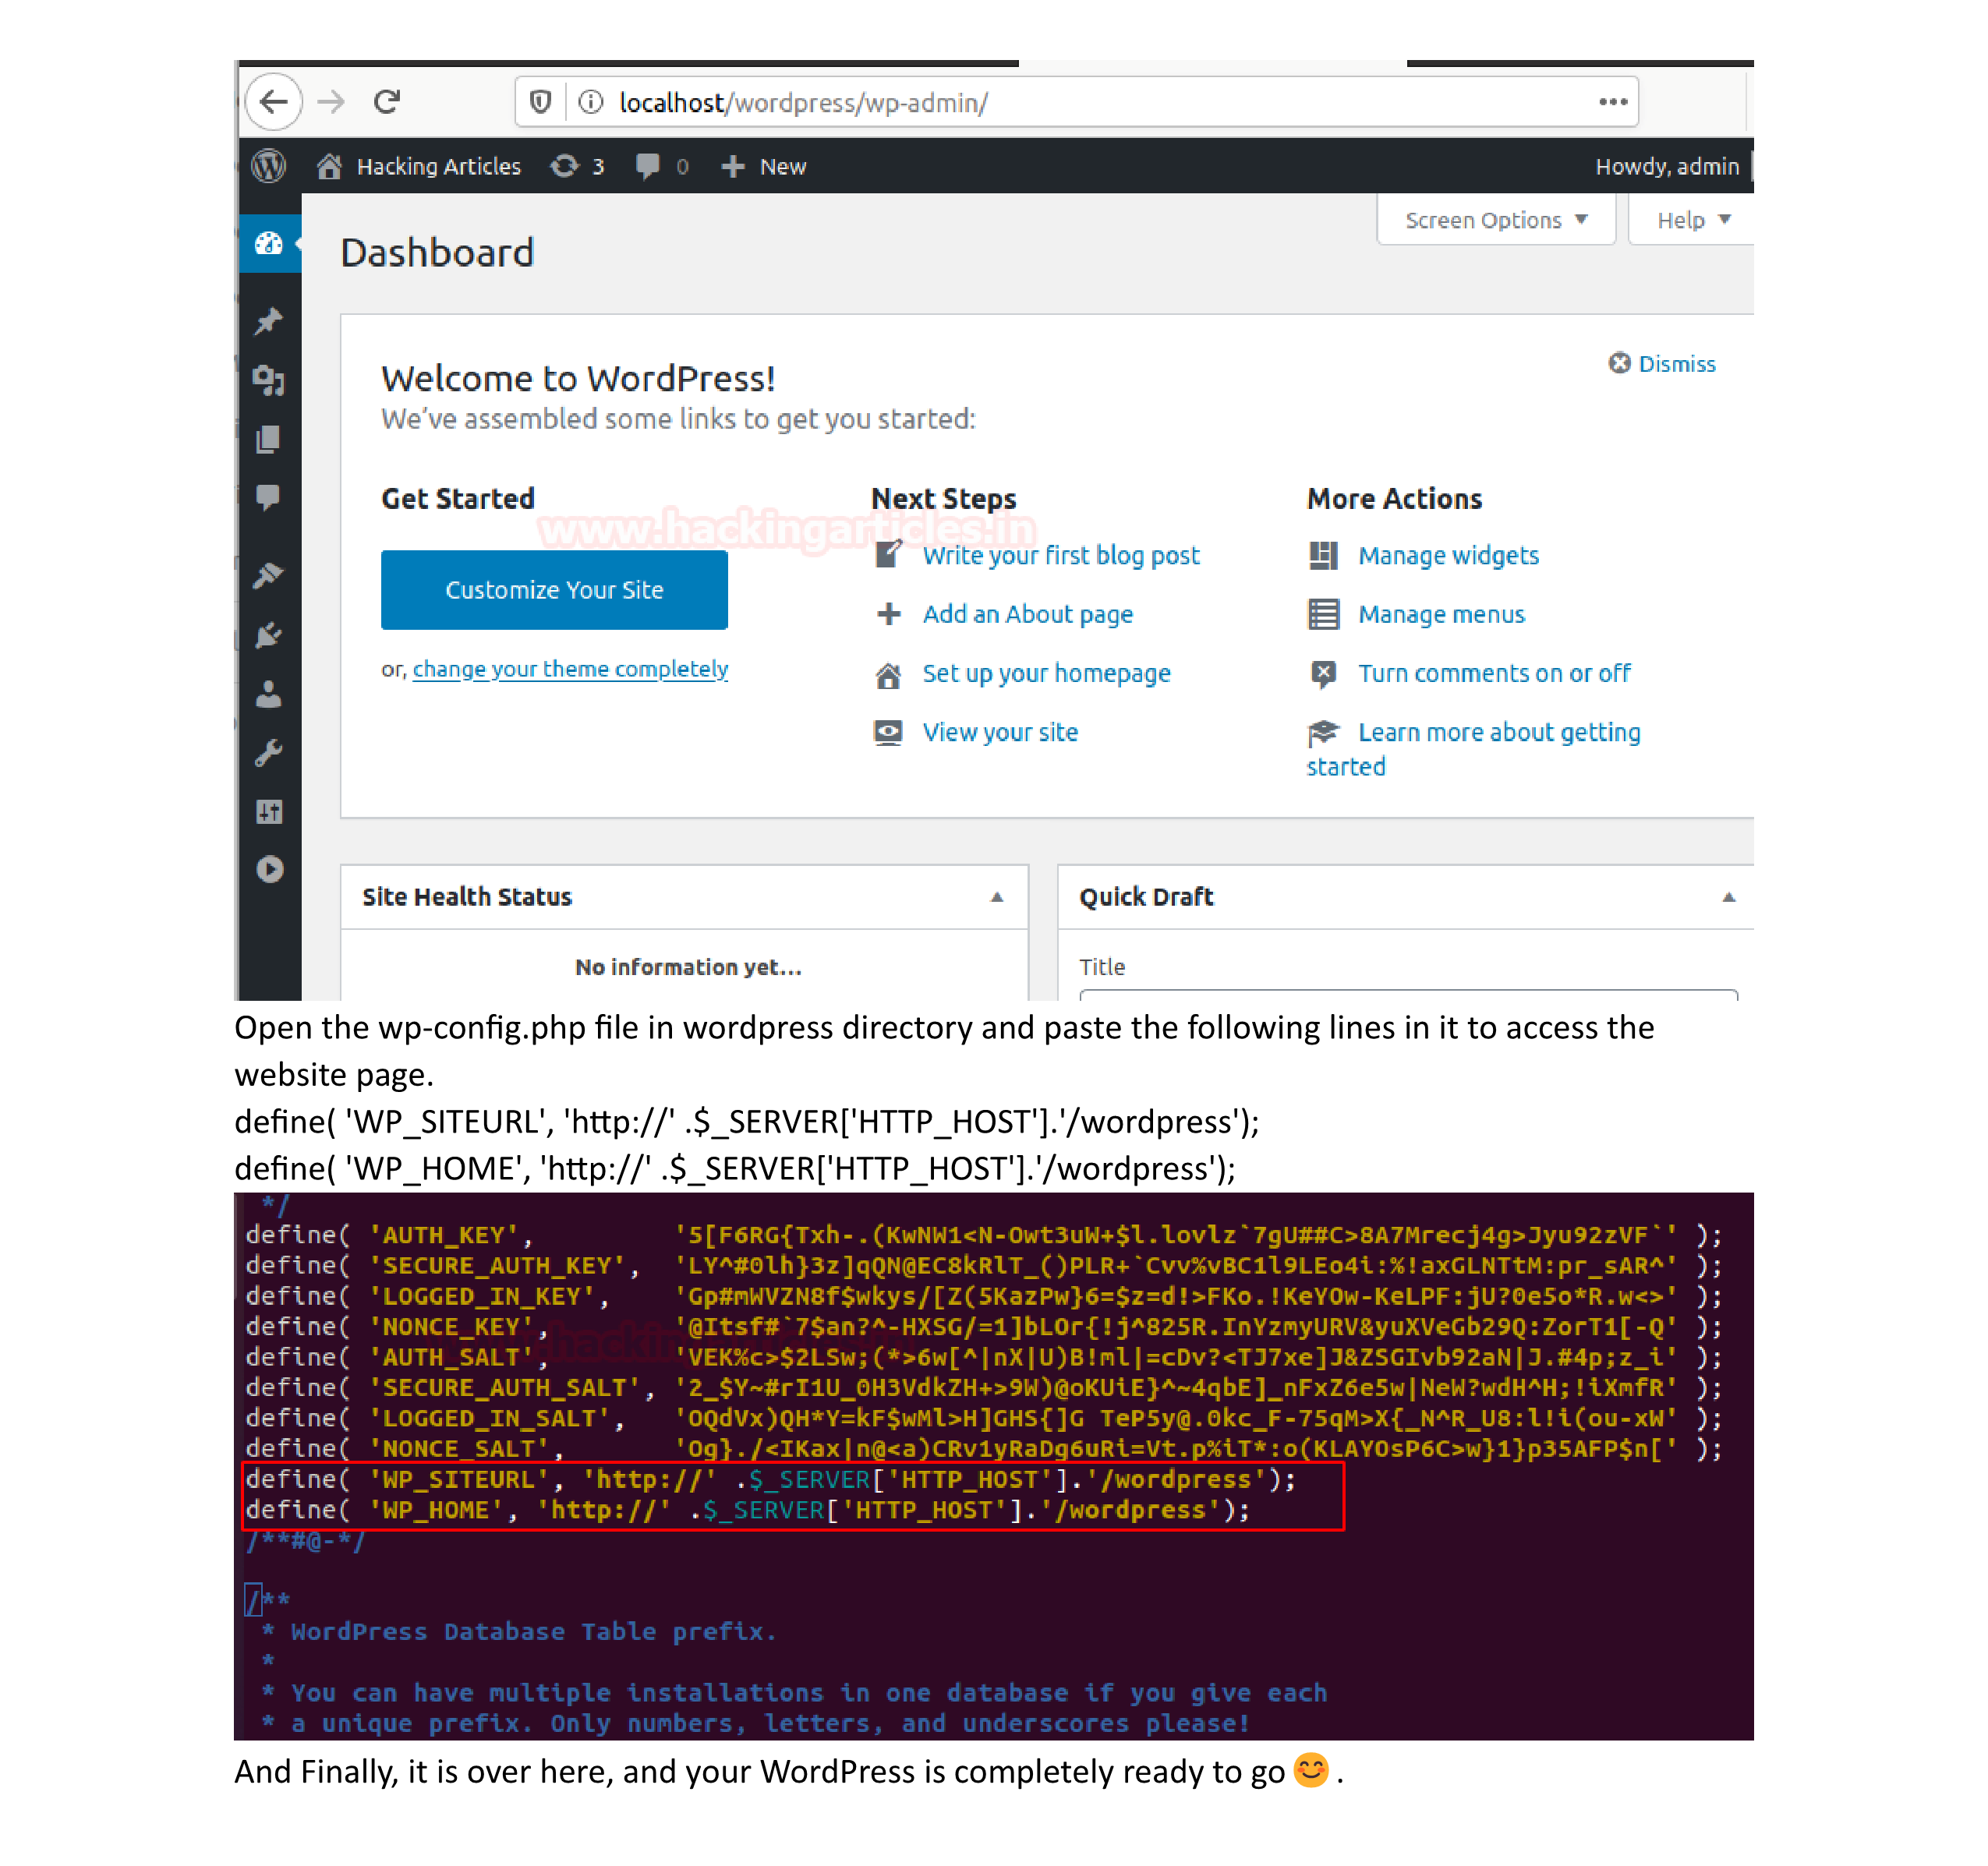 localhost/wordpress/wp-admin/
Hacking Articles 3 0 New Howdy, admin
Screen Options Help
Dashboard
Welcome to WordPress! Dismiss
We've assembled some links to get you started:
Get Started Next Steps More Actions
www.hackingarticles.in
Write your first blog post Manage widgets
Customize Your Site
Add an About page Manage menus
or, change your theme completely Set up your homepage Turn comments on or off
View your site Learn more about getting
started
Site Health Status Quick Draft
No information yet... Title
Open the wp-config.php file in wordpress directory and paste the following lines in it to access the
website page.
define( 'WP_SITEURL', 'http://' .$_SERVER['HTTP_HOST'].'/wordpress');
define( 'WP_HOME', 'http://' .$_SERVER['HTTP_HOST'].'/wordpress');
*/
define( 'AUTH_KEY', '5[F6RG{Txh-.(KwNW1<N-Owt3uW+$l.lovlz`7gU##C>8A7Mrecj4g>Jyu92zVF`' );
define( 'SECURE_AUTH_KEY', 'LY^#0lh}3z]qQN@EC8kRlT_()PLR+`Cvv%vBC1l9LEo4i:%!axGLNTtM:pr_sAR^' );
define( 'LOGGED_IN_KEY', 'Gp#mWVZN8f$wkys/[Z(5KazPw}6=$z=d!>FKo.!KeYOw-KeLPF:jU?0e5o*R.w<>' );
define( 'NONCE_KEY', '@Itsf#`7$an?^-HXSG/=1]bLOr{!j^825R.InYzmyURV&yuXVeGb29Q:ZorT1[-Q' );
define( 'AUTH_SALT', 'VEK%c>$2LSw;(*>6w[^|nX|U)B!ml|=cDv?<TJ7xe]J&ZSGIvb92aN|J.#4p;z_i' );
define( 'SECURE_AUTH_SALT', '2_$Y~#rI1U_0H3VdkZH+>9W)@oKUiE}^~4qbE]_nFxZ6e5w|NeW?wdH^H;!iXmfR' );
define( 'LOGGED_IN_SALT', 'OQdVx)QH*Y=kF$wMl>H]GHS{]G TeP5y@.0kc_F-75qM>X{_N^R_U8:l!i(ou-xW' );
define( 'NONCE_SALT', 'Og}./<IKax|n@<a)CRv1yRaDg6uRi=Vt.p%iT*:o(KLAYOsP6C>w}1}p35AFP$n[' );
define( 'WP_SITEURL', 'http://' .$_SERVER['HTTP_HOST'].'/wordpress');
define( 'WP_HOME', 'http://' .$_SERVER['HTTP_HOST'].'/wordpress');
/**#@-*/
/**
* WordPress Database Table prefix.
*
* You can have multiple installations in one database if you give each
* a unique prefix. Only numbers, letters, and underscores please!
And Finally, it is over here, and your WordPress is completely ready to go 😊 .